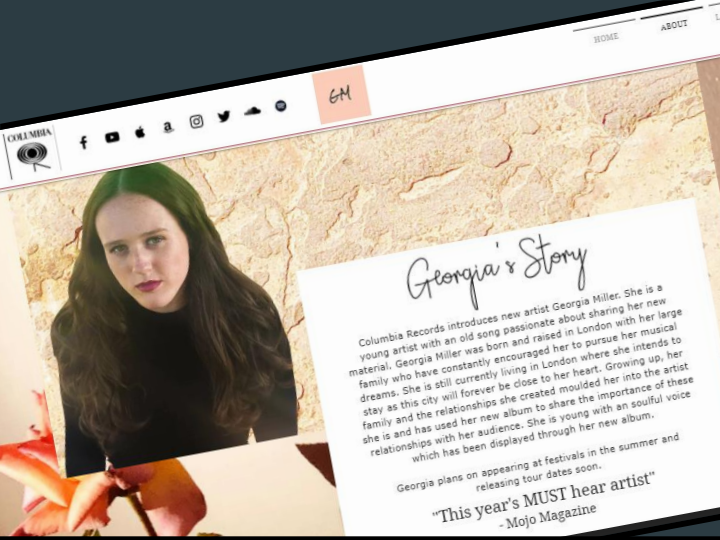 HOME
ABOUT
COLUMBIA
GM
Georgia's Story
Columbia Records introduces new artist Georgia Miller. She is a
young artist with an old song passionate about sharing her new
material. Georgia Miller was born and raised in London with her large
family who have constantly encouraged her to pursue her musical
dreams. She is still currently living in London where she intends to
stay as this city will forever be close to her heart. Growing up, her
family and the relationships she created moulded her into the artist
she is and has used her new album to share the importance of these
relationships with her audience. She is young with an soulful voice
which has been displayed through her new album.
Georgia plans on appearing at festivals in the summer and
releasing tour dates soon.
"This year's MUST hear artist"
- Mojo Magazine